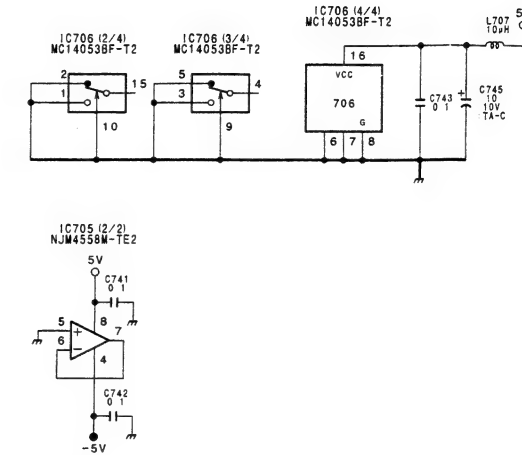 IC706 (2/4)
MC14053BF-T2
IC706 (3/4)
MC14053BF-T2
IC706 (4/4)
MC14053BF-T2
5
L707
10µH
2
1
15
10
5
3
4
9
16
VCC
706
G
6 7 8
C743
0 1
+
C745
10
10V
TA-C
IC705 (2/2)
NJM4558M-TE2
5V
C741
0 1
5
6
+
−
8
7
4
C742
0 1
-5V